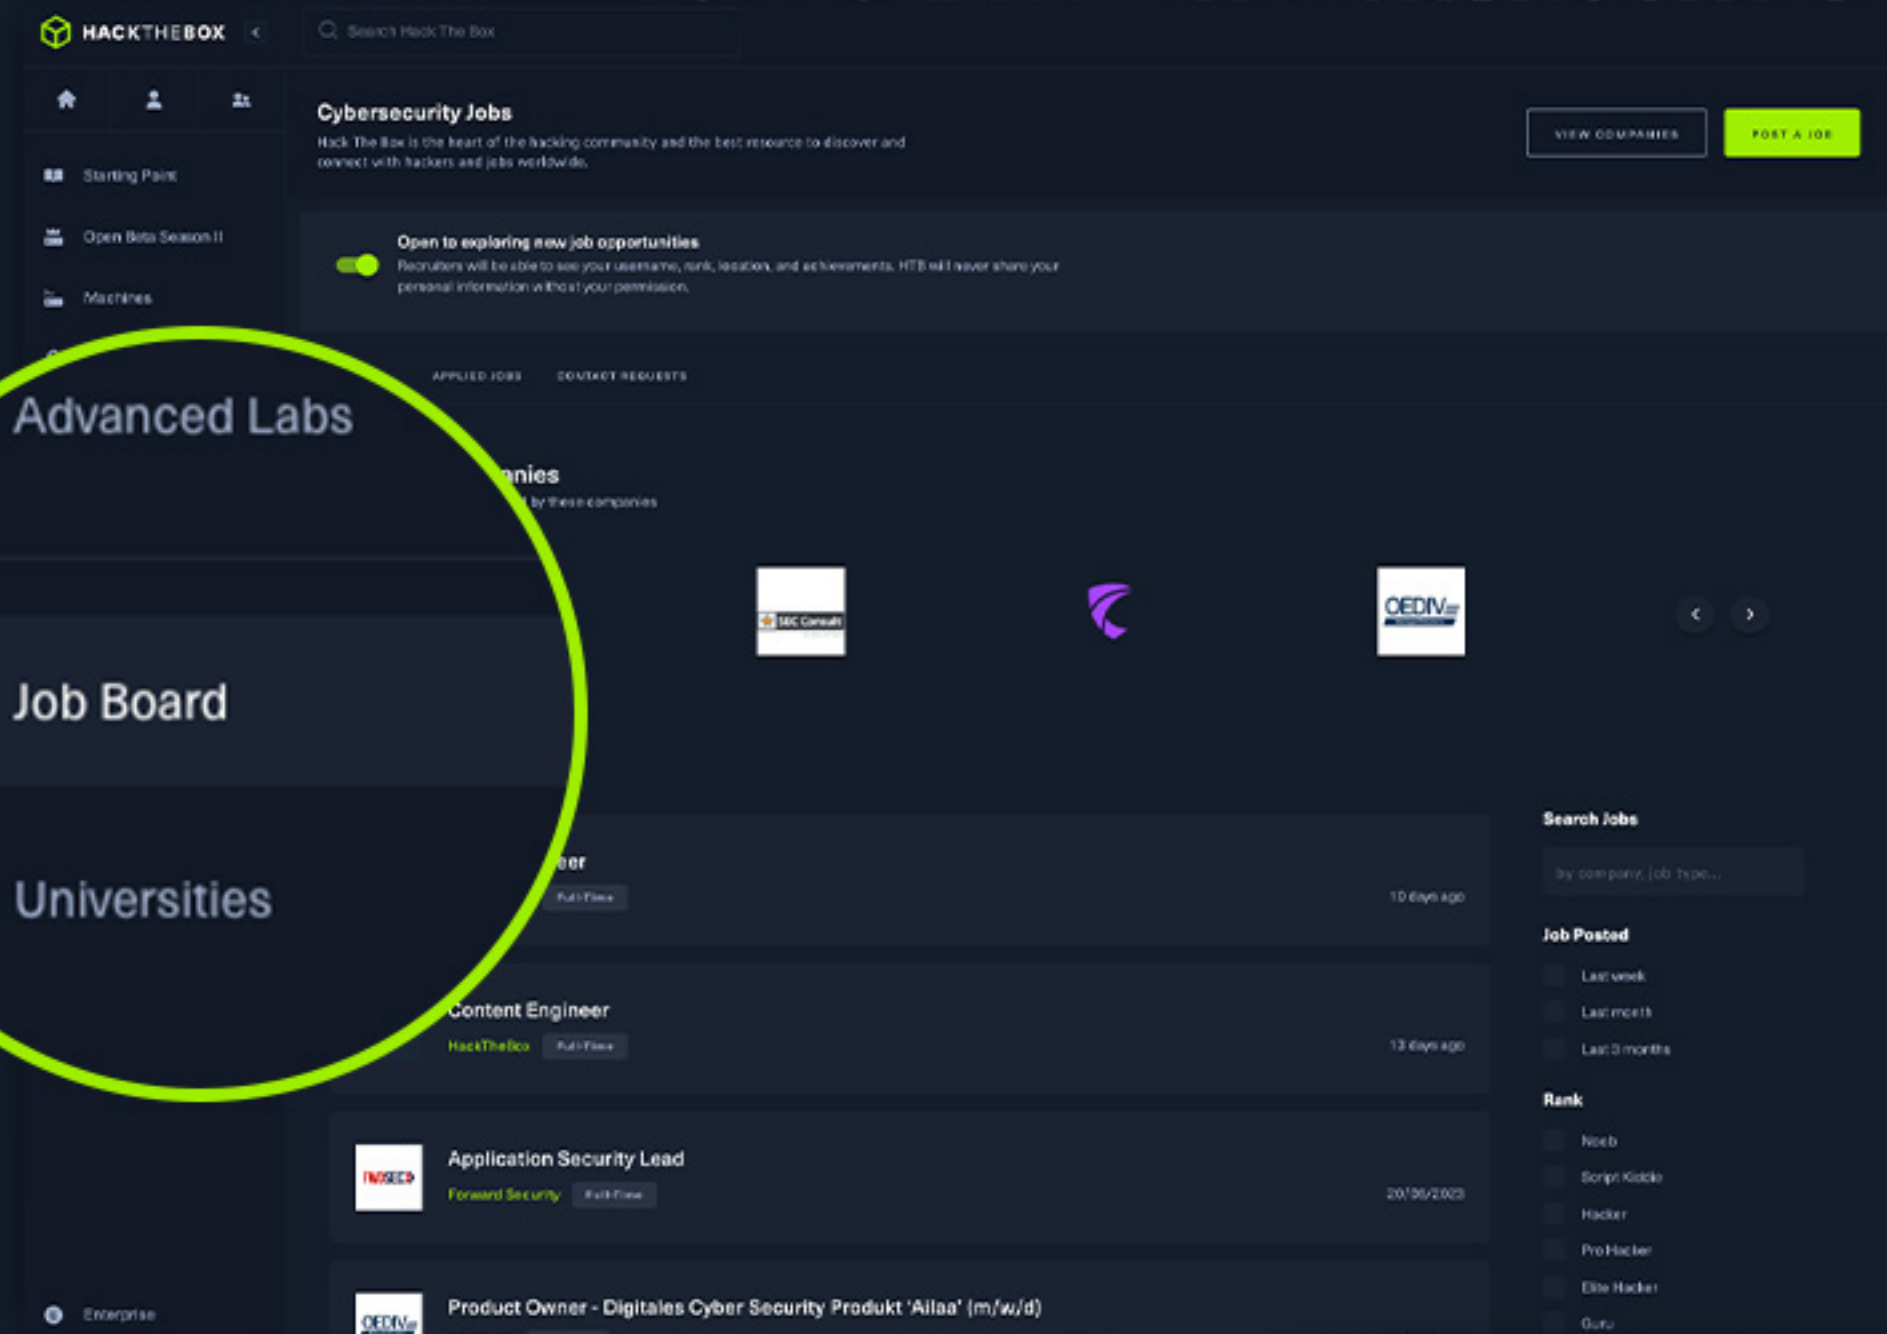 HACKTHEBOX
Search Hack The Box
Cybersecurity Jobs
Hack The Box is the heart of the hacking community and the best resource to discover and
connect with hackers and jobs worldwide.
VIEW COMPANIES
POST A JOB
Starting Point
Open Beta Season II
Machines
Open to exploring new job opportunities
Recruiters will be able to see your username, rank, location, and achievements. HTB will never share your
personal information without your permission.
APPLIED JOBS
CONTACT REQUESTS
Advanced Labs
Job Board
Universities
anies
by these companies
SEC Consult
OEDIV
eer
Full-Time
10 days ago
Content Engineer
HackTheBox
Full-Time
13 days ago
Application Security Lead
Forward Security
Full-Time
20/06/2023
OEDIV
Product Owner - Digitales Cyber Security Produkt 'Ailaa' (m/w/d)
Search Jobs
by company, job type...
Job Posted
Last week
Last month
Last 3 months
Rank
Noob
Script Kiddie
Hacker
Pro Hacker
Elite Hacker
Guru
Enterprise